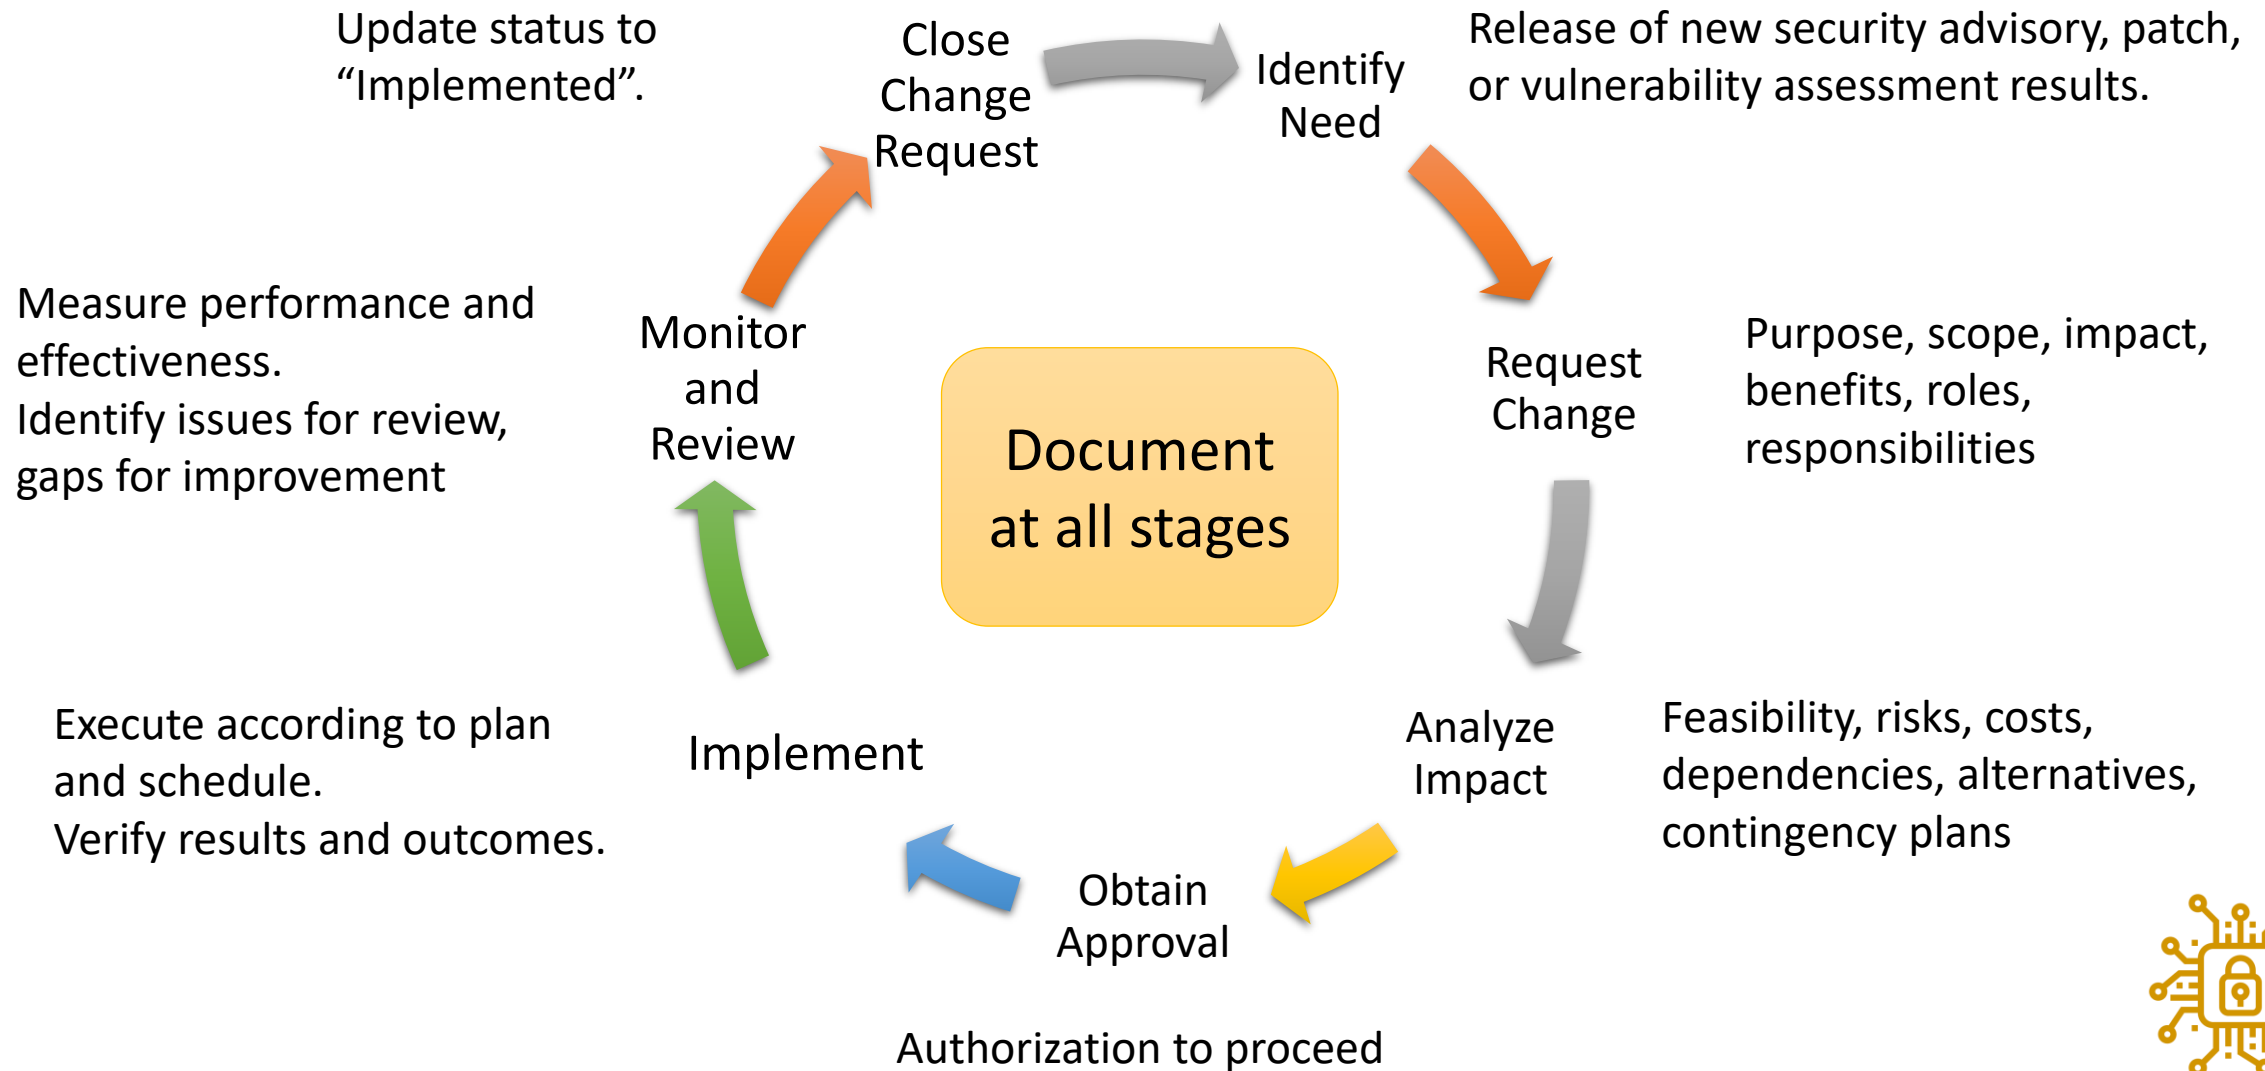 Update status to
“Implemented”.
Close
Change
Request
Identify
Need
Release of new security advisory, patch,
or vulnerability assessment results.
Measure performance and
effectiveness.
Identify issues for review,
gaps for improvement
Monitor
and
Review
Document
at all stages
Request
Change
Purpose, scope, impact,
benefits, roles,
responsibilities
Execute according to plan
and schedule.
Verify results and outcomes.
Implement
Analyze
Impact
Feasibility, risks, costs,
dependencies, alternatives,
contingency plans
Obtain
Approval
Authorization to proceed